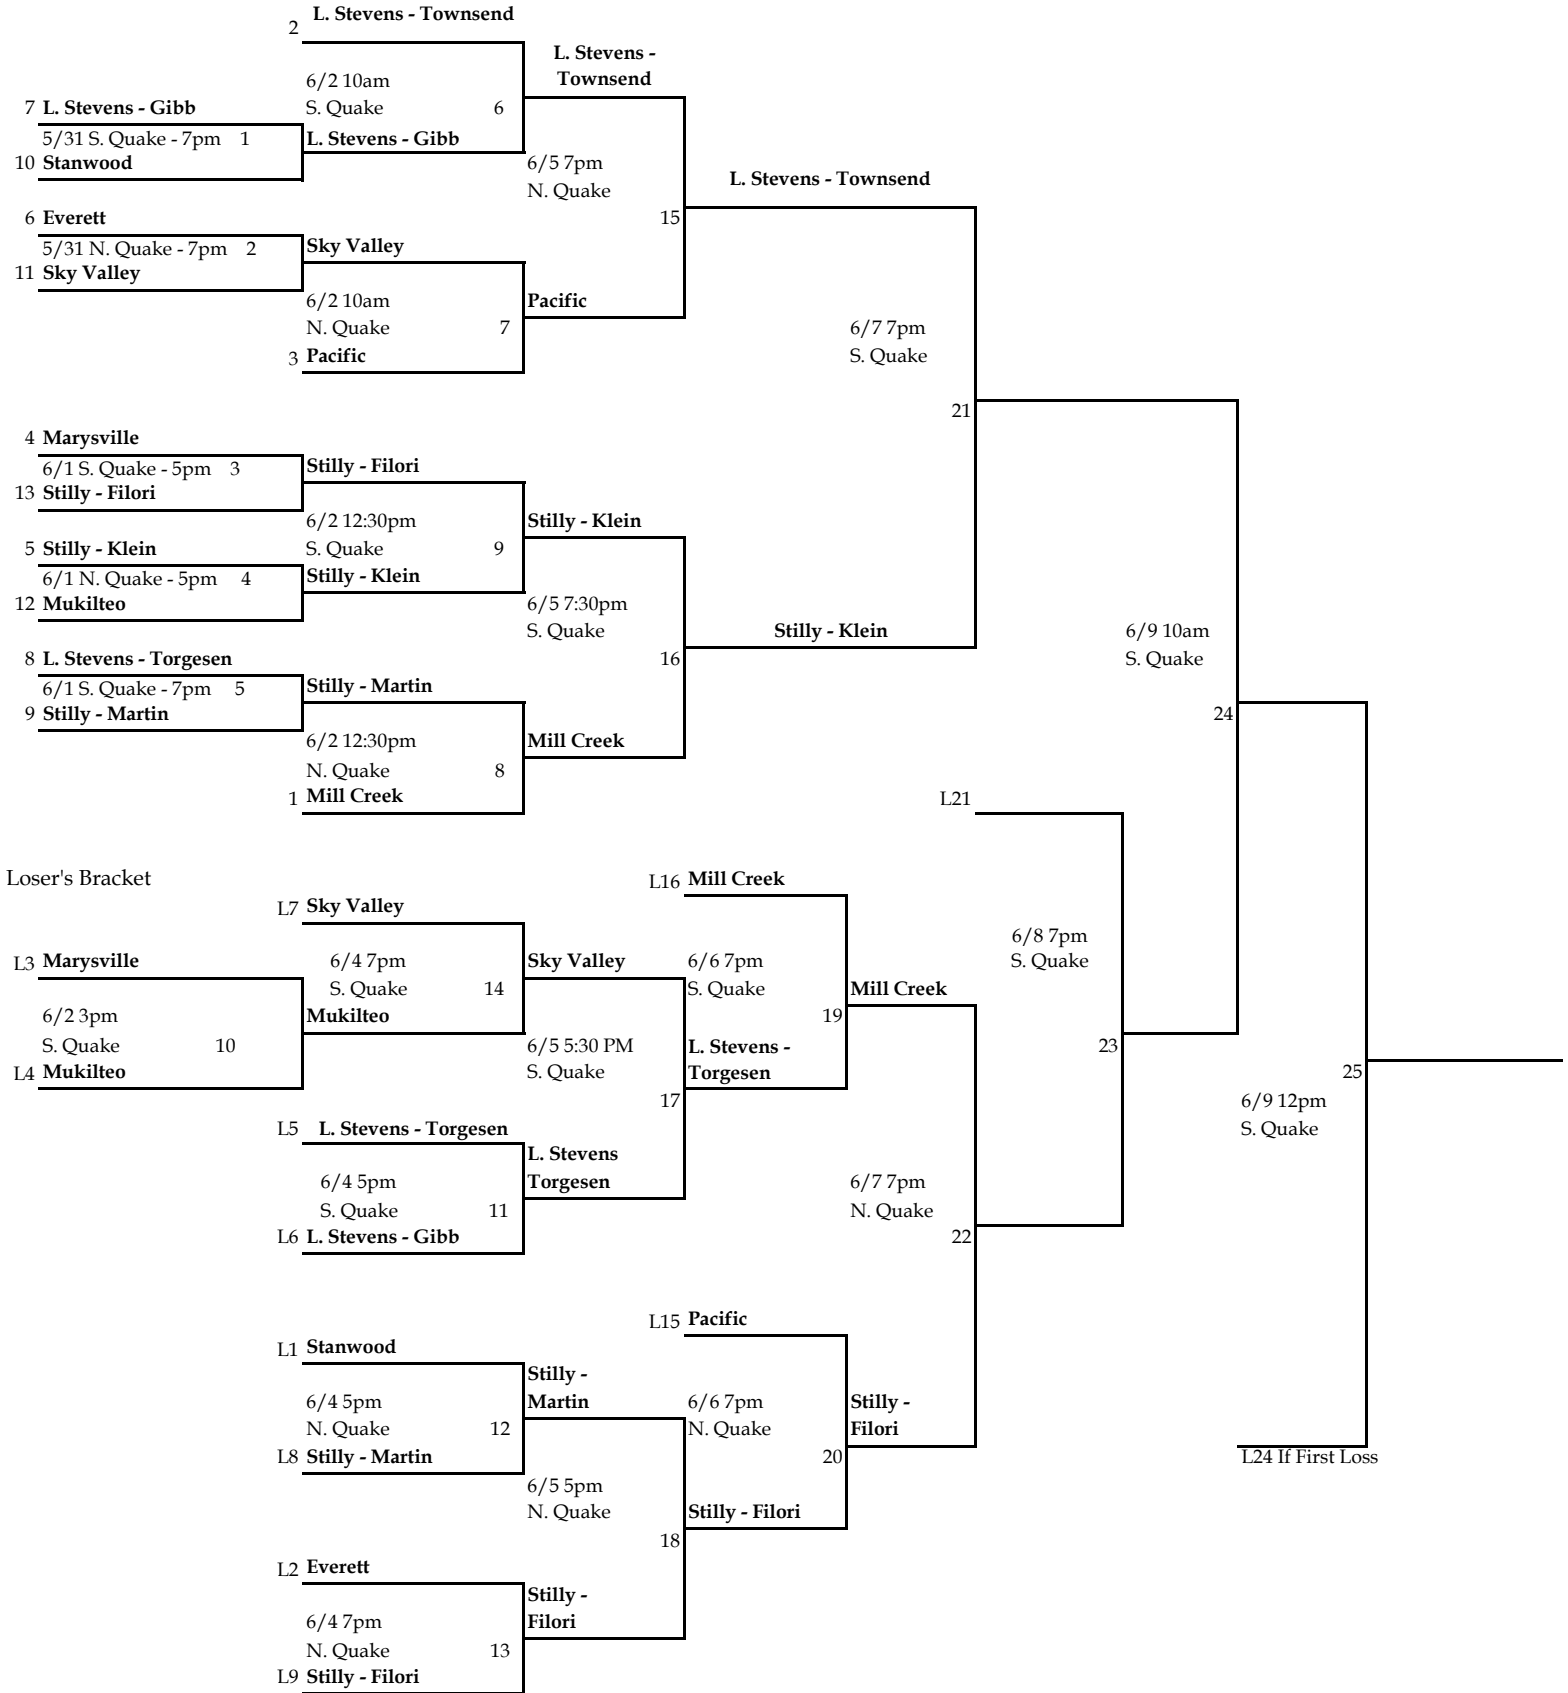 L. Stevens - Townsend
2
L. Stevens -
Townsend
6/2 10am
S. Quake 6
7 L. Stevens - Gibb
5/31 S. Quake - 7pm 1
L. Stevens - Gibb
10 Stanwood
6/5 7pm
N. Quake
L. Stevens - Townsend
15
6 Everett
5/31 N. Quake - 7pm 2
Sky Valley
11 Sky Valley
6/2 10am
N. Quake 7
Pacific
3 Pacific
6/7 7pm
S. Quake
21
4 Marysville
6/1 S. Quake - 5pm 3
Stilly - Filori
13 Stilly - Filori
6/2 12:30pm
S. Quake 9
Stilly - Klein
5 Stilly - Klein
6/1 N. Quake - 5pm 4
Stilly - Klein
12 Mukilteo
6/5 7:30pm
S. Quake
Stilly - Klein
16
6/9 10am
S. Quake
24
8 L. Stevens - Torgesen
6/1 S. Quake - 7pm 5
Stilly - Martin
9 Stilly - Martin
6/2 12:30pm
N. Quake 8
Mill Creek
1 Mill Creek
L21
Loser's Bracket
L16 Mill Creek
L7 Sky Valley
6/8 7pm
S. Quake
23
L3 Marysville
6/4 7pm
S. Quake 14
Sky Valley
6/6 7pm
S. Quake
19
Mill Creek
6/2 3pm
S. Quake 10
Mukilteo
L4 Mukilteo
6/5 5:30 PM
S. Quake
17
L. Stevens -
Torgesen
25
6/9 12pm
S. Quake
L5 L. Stevens - Torgesen
L. Stevens
Torgesen
6/4 5pm
S. Quake 11
L6 L. Stevens - Gibb
6/7 7pm
N. Quake
22
L15 Pacific
L1 Stanwood
Stilly -
Martin
6/4 5pm
N. Quake 12
L8 Stilly - Martin
6/6 7pm
N. Quake
20
Stilly -
Filori
L24 If First Loss
6/5 5pm
N. Quake
18
Stilly - Filori
L2 Everett
Stilly -
Filori
6/4 7pm
N. Quake 13
L9 Stilly - Filori